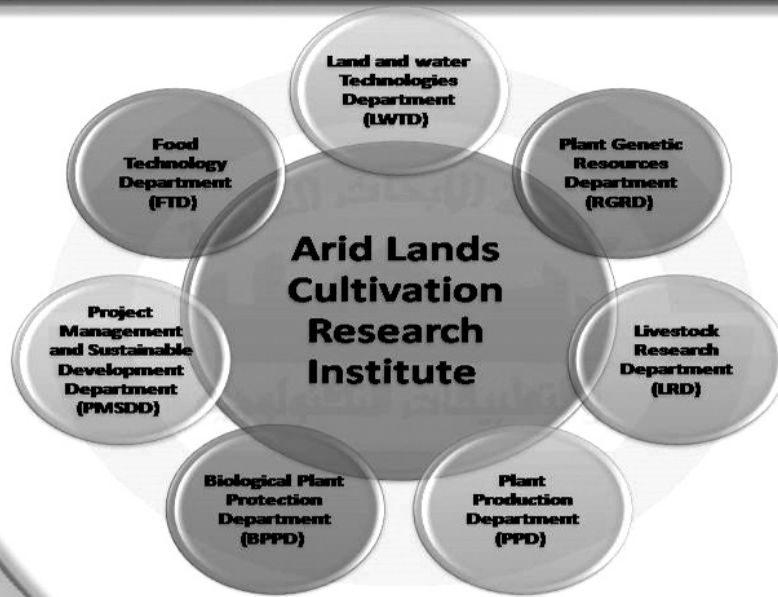 Land and water
Technologies
Department
(LWTD)
Plant Genetic
Resources
Department
(RGRD)
Livestock
Research
Department
(LRD)
Plant
Production
Department
(PPD)
Biological Plant
Protection
Department
(BPPD)
Project
Management
and Sustainable
Development
Department
(PMSDD)
Food
Technology
Department
(FTD)
Arid Lands
Cultivation
Research
Institute